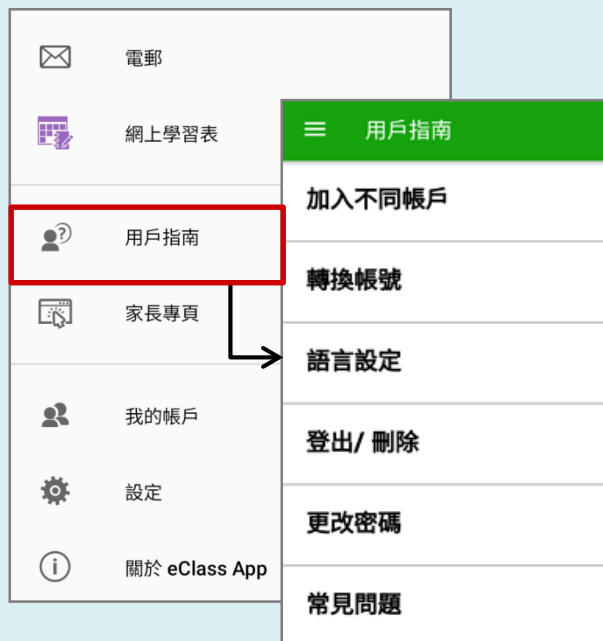 電郵
網上學習表
用戶指南
家長專頁
我的帳戶
設定
關於 eClass App
用戶指南
加入不同帳戶
轉換帳號
語言設定
登出/ 刪除
更改密碼
常見問題